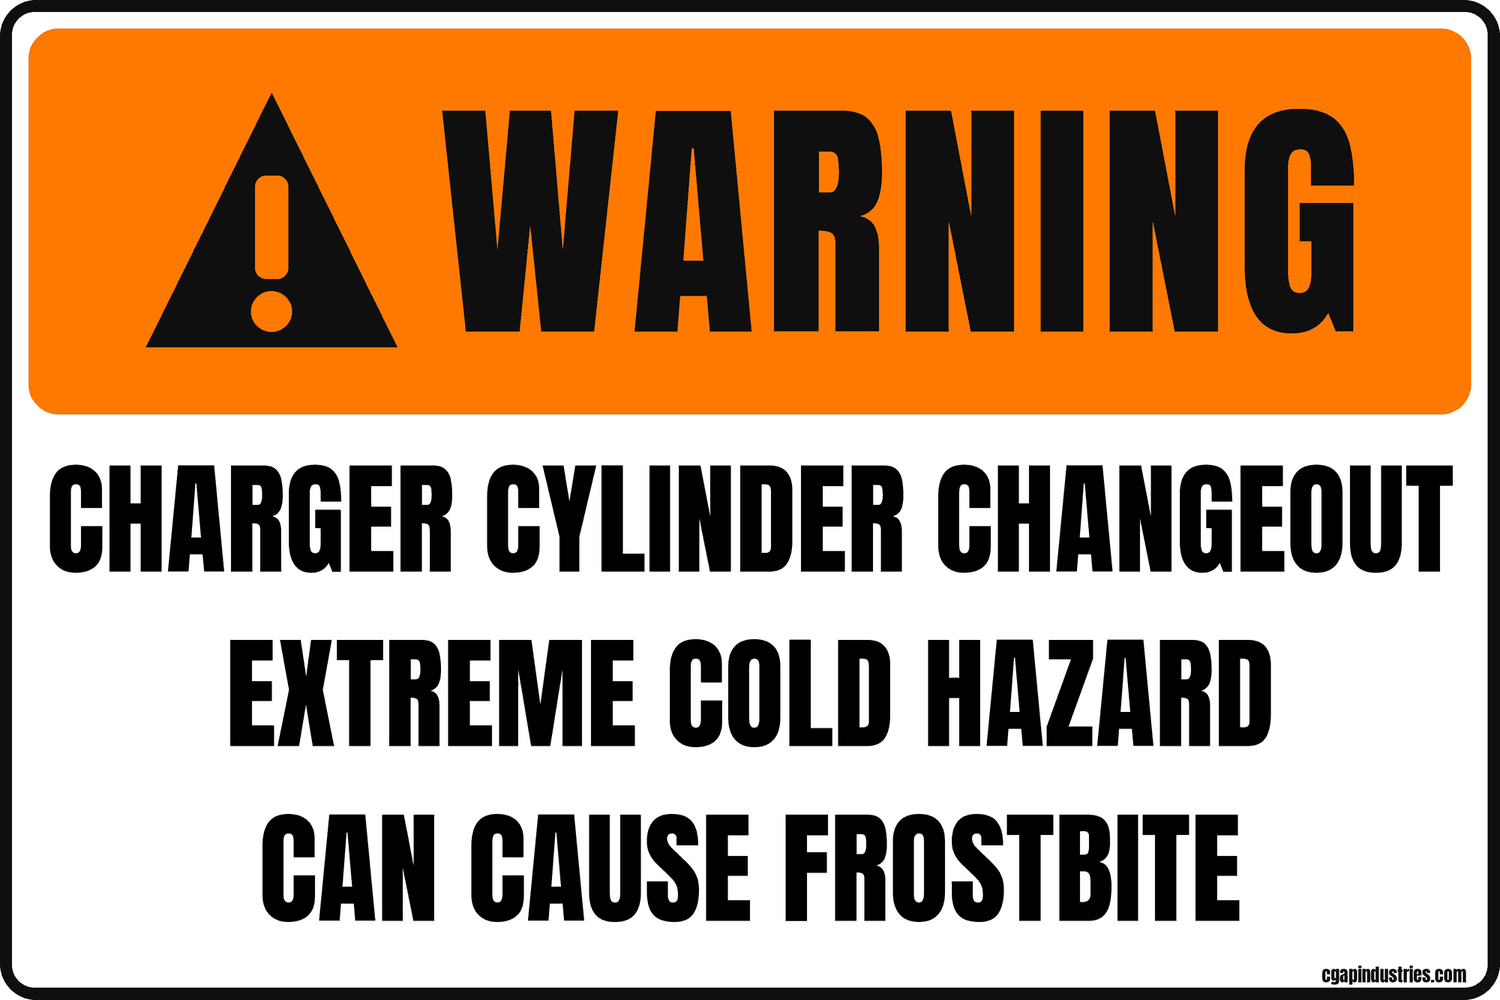 WARNING
CHARGER CYLINDER CHANGEOUT
EXTREME COLD HAZARD
CAN CAUSE FROSTBITE
cgapindustries.com